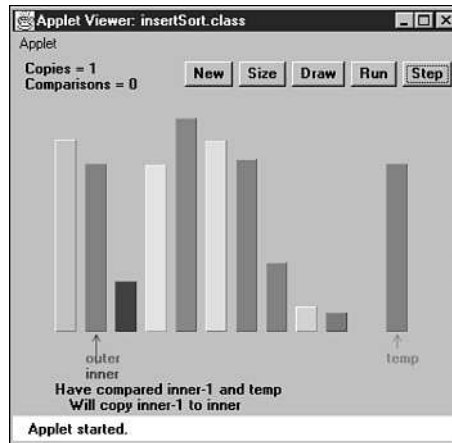 Applet Viewer: insertSort.class
Applet
Copies = 1
Comparisons = 0
New Size Draw Run Step
outer
inner
temp
Have compared inner-1 and temp
Will copy inner-1 to inner
Applet started.